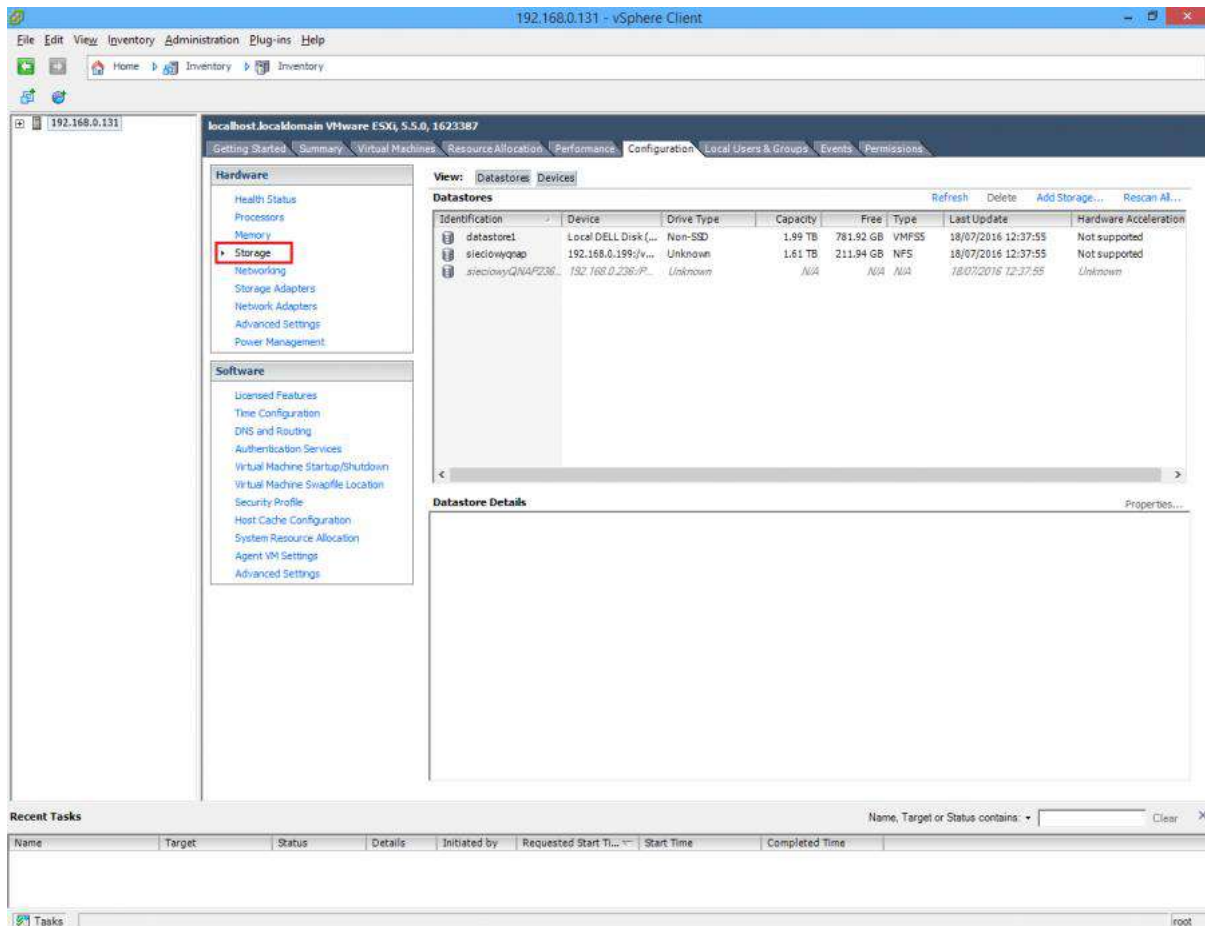 192.168.0.131 - vSphere Client
File Edit View Inventory Administration Plug-ins Help
Home Inventory Inventory
192.168.0.131
localhost.localdomain VMware ESXi, 5.5.0, 1623387
Getting Started Summary Virtual Machines Resource Allocation Performance Configuration Local Users & Groups Events Permissions
Hardware
Health Status
Processors
Memory
Storage
Networking
Storage Adapters
Network Adapters
Advanced Settings
Power Management
Software
Licensed Features
Time Configuration
DNS and Routing
Authentication Services
Virtual Machine Startup/Shutdown
Virtual Machine Swapfile Location
Security Profile
Host Cache Configuration
System Resource Allocation
Agent VM Settings
Advanced Settings
View: Datastores Devices
Datastores Refresh Delete Add Storage... Rescan All...
Identification Device Drive Type Capacity Free Type Last Update Hardware Acceleration
datastore1 Local DELL Disk (... Non-SSD 1.99 TB 781.92 GB VMFS5 18/07/2016 12:37:55 Not supported
sieciowyqnap 192.168.0.199:/v... Unknown 1.61 TB 211.94 GB NFS 18/07/2016 12:37:55 Not supported
sieciowyQNAP236... 192.168.0.236:/P... Unknown N/A N/A N/A 18/07/2016 12:37:55 Unknown
Datastore Details Properties...
Recent Tasks Name, Target or Status contains: Clear
Name Target Status Details Initiated by Requested Start Ti... Start Time Completed Time
Tasks root